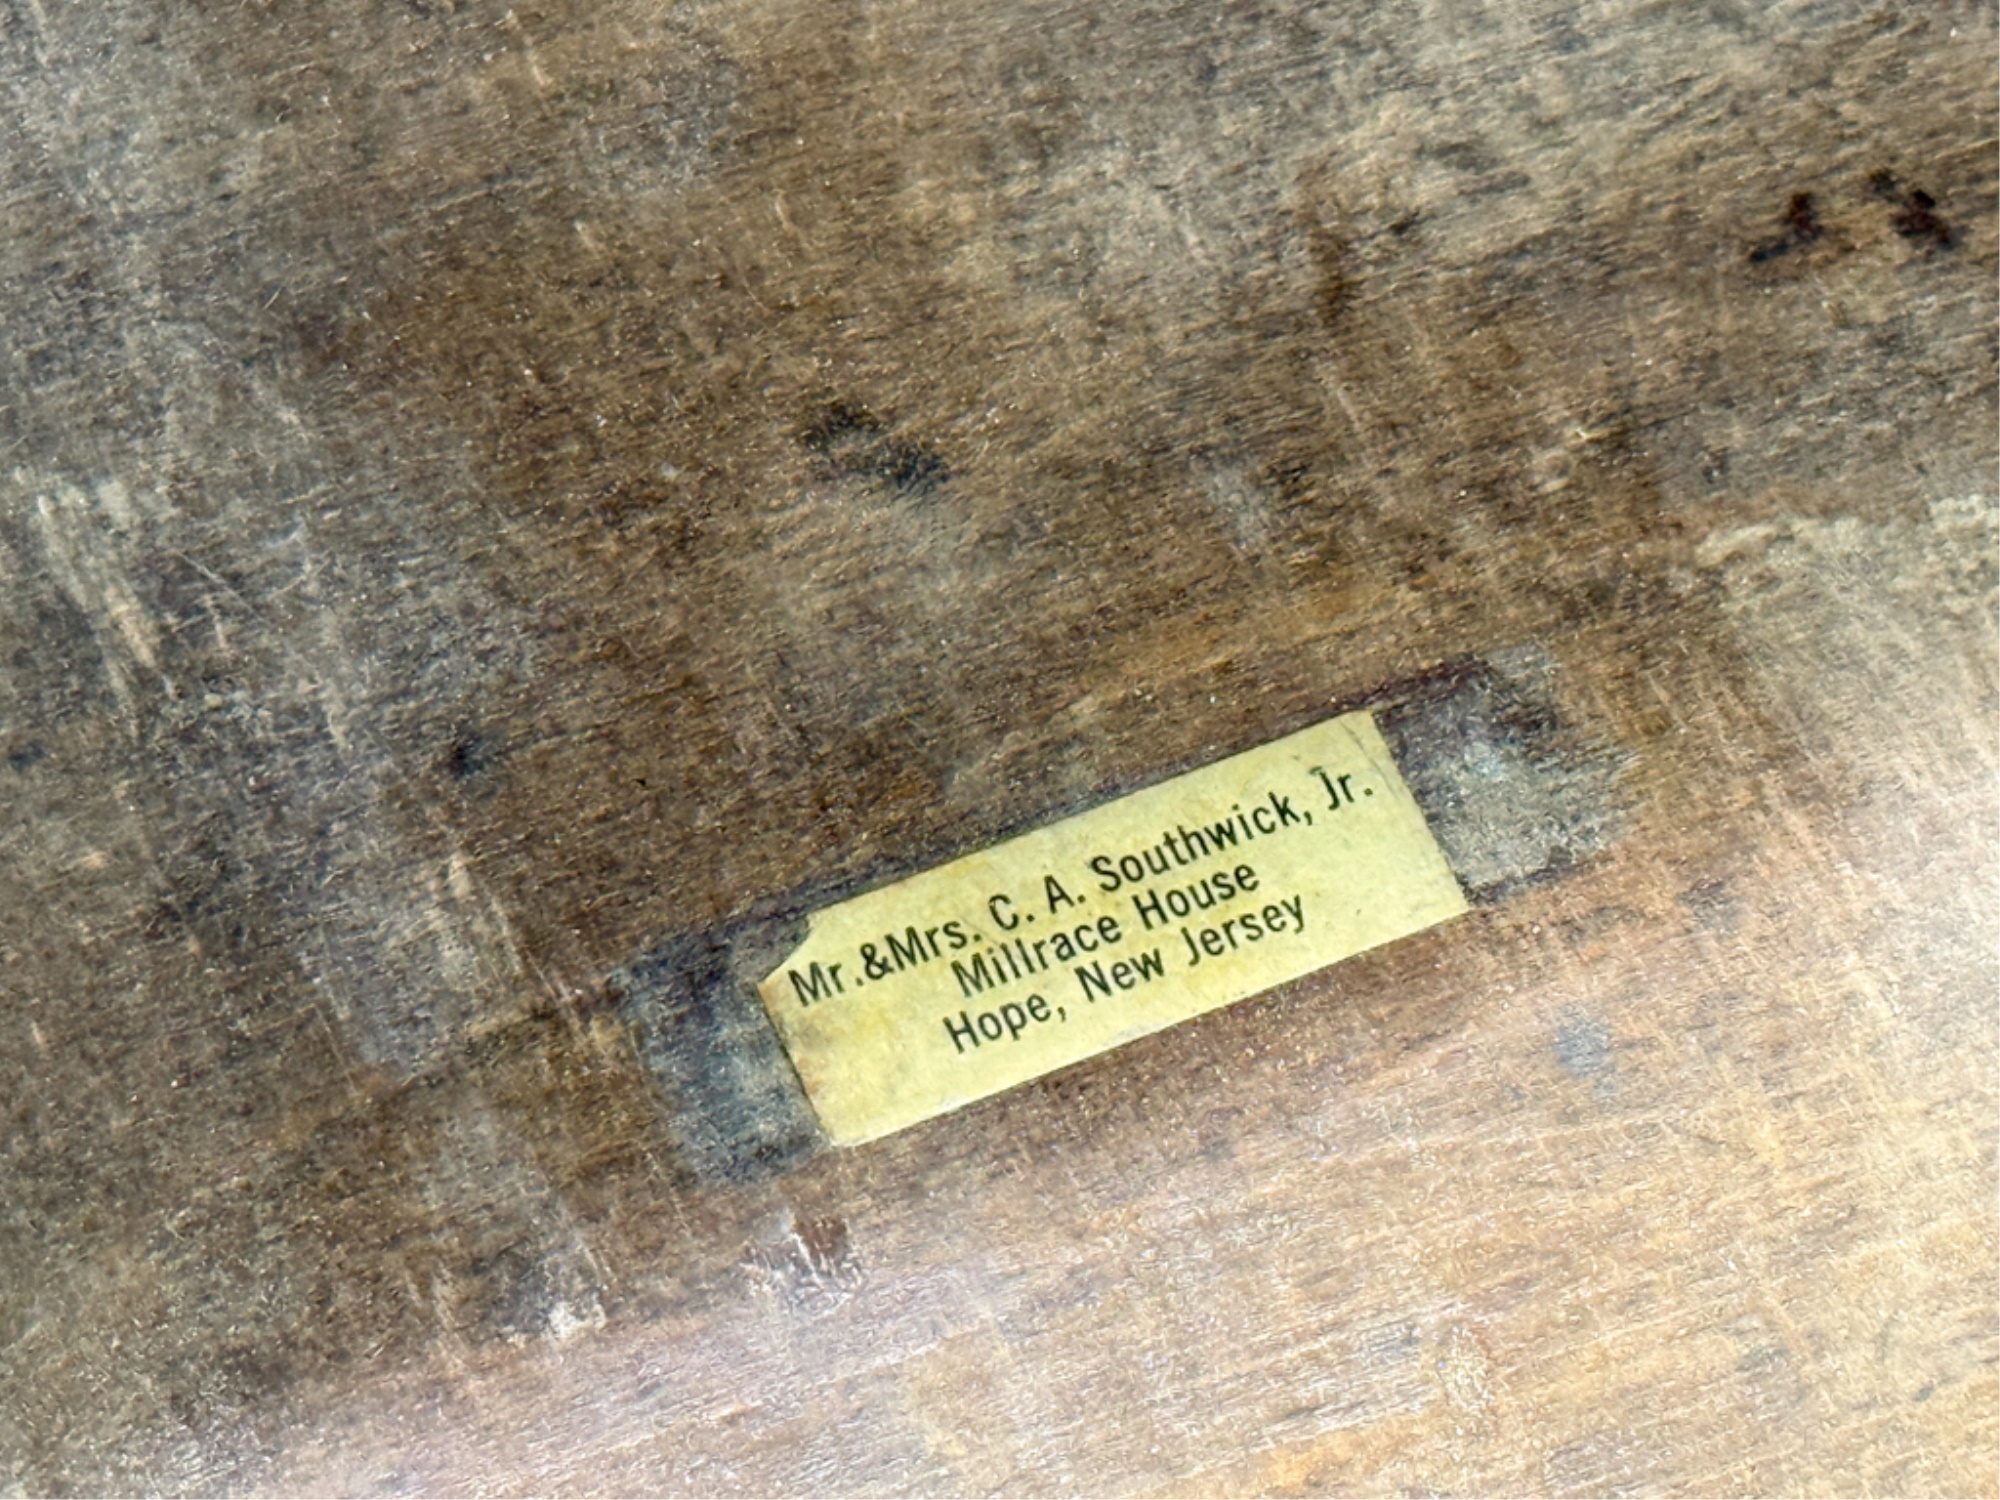 Mr.&Mrs. C. A. Southwick, Jr.
Millrace House
Hope, New Jersey